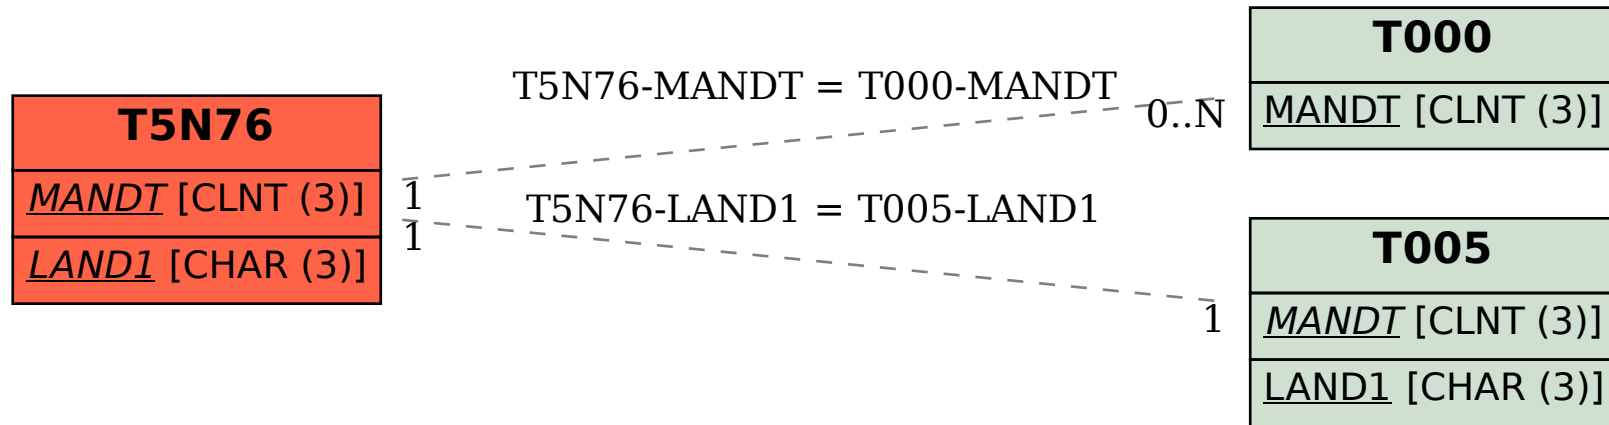 T5N76
MANDT [CLNT (3)]
LAND1 [CHAR (3)]
T5N76-MANDT = T000-MANDT
1
0..N
T5N76-LAND1 = T005-LAND1
1
1
T000
MANDT [CLNT (3)]
T005
MANDT [CLNT (3)]
LAND1 [CHAR (3)]